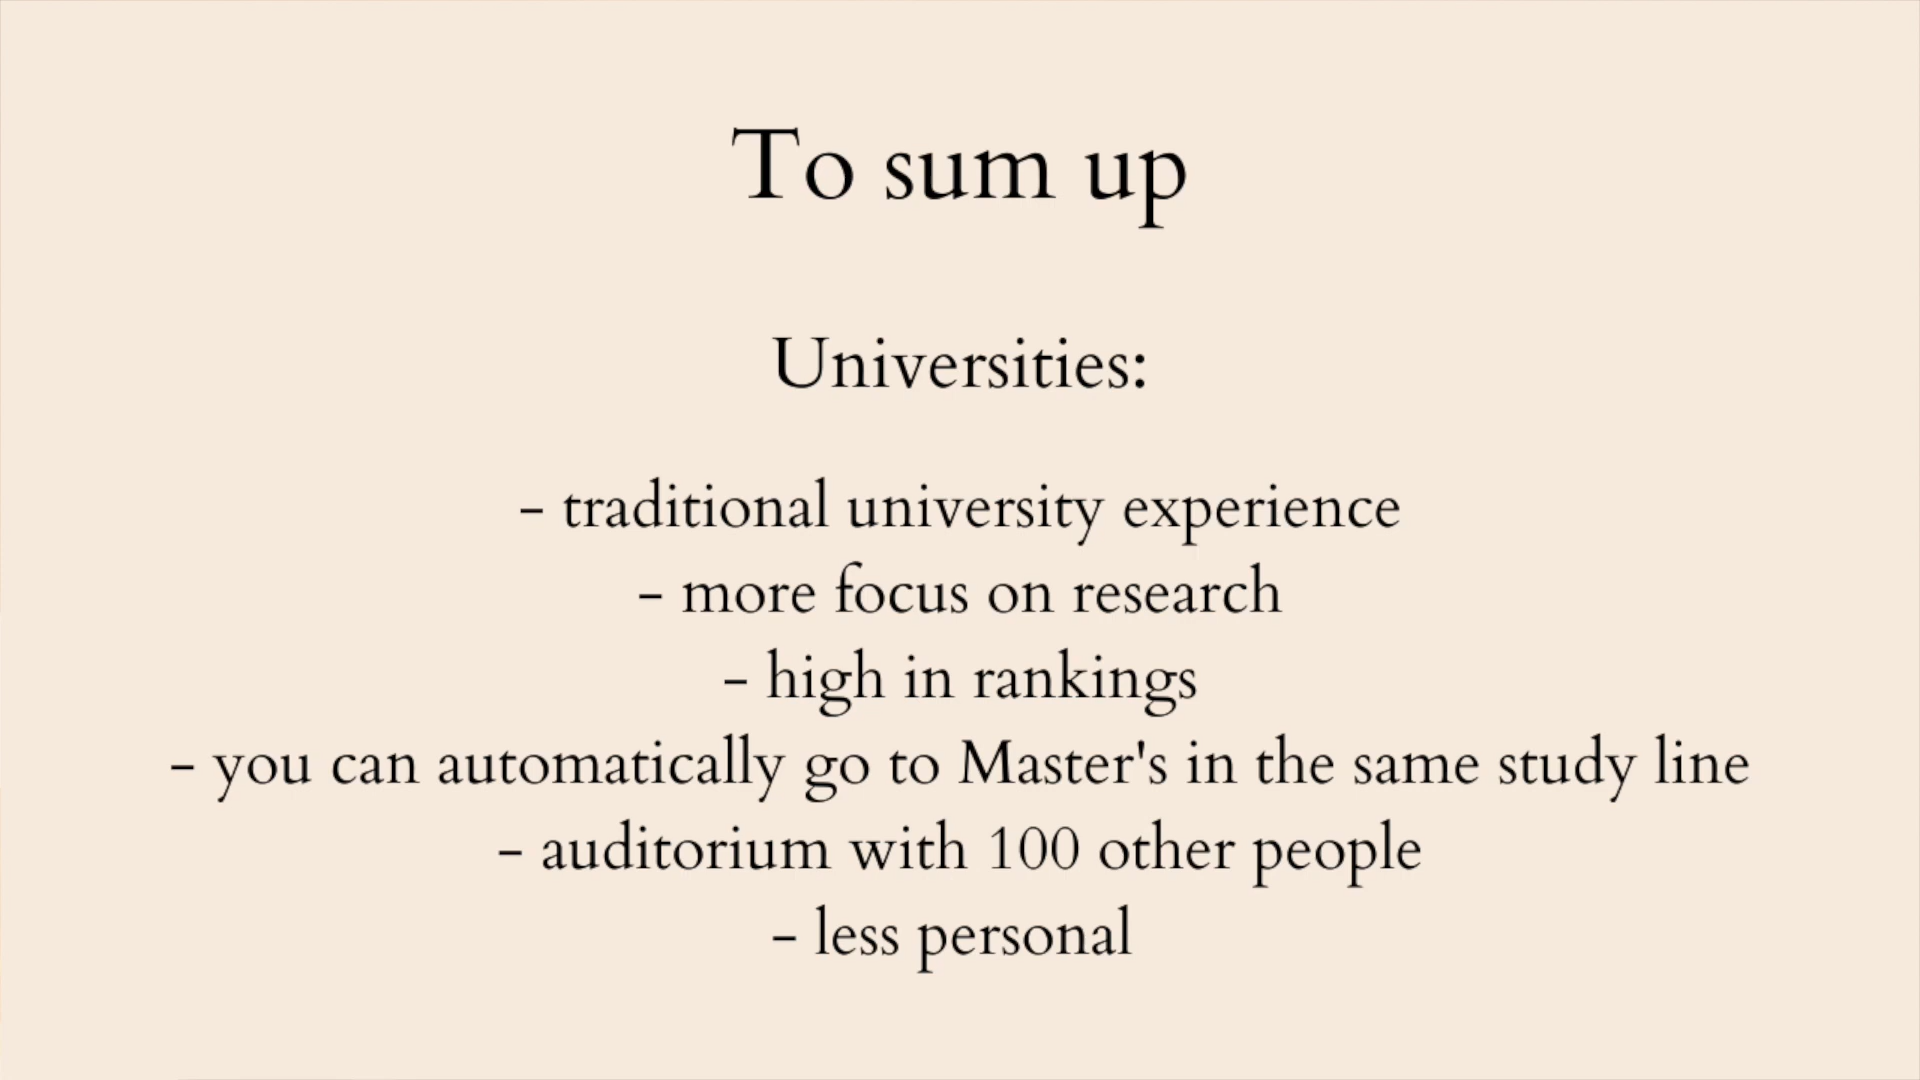 To sum up
Universities:
- traditional university experience
- more focus on research
- high in rankings
- you can automatically go to Master's in the same study line
- auditorium with 100 other people
- less personal